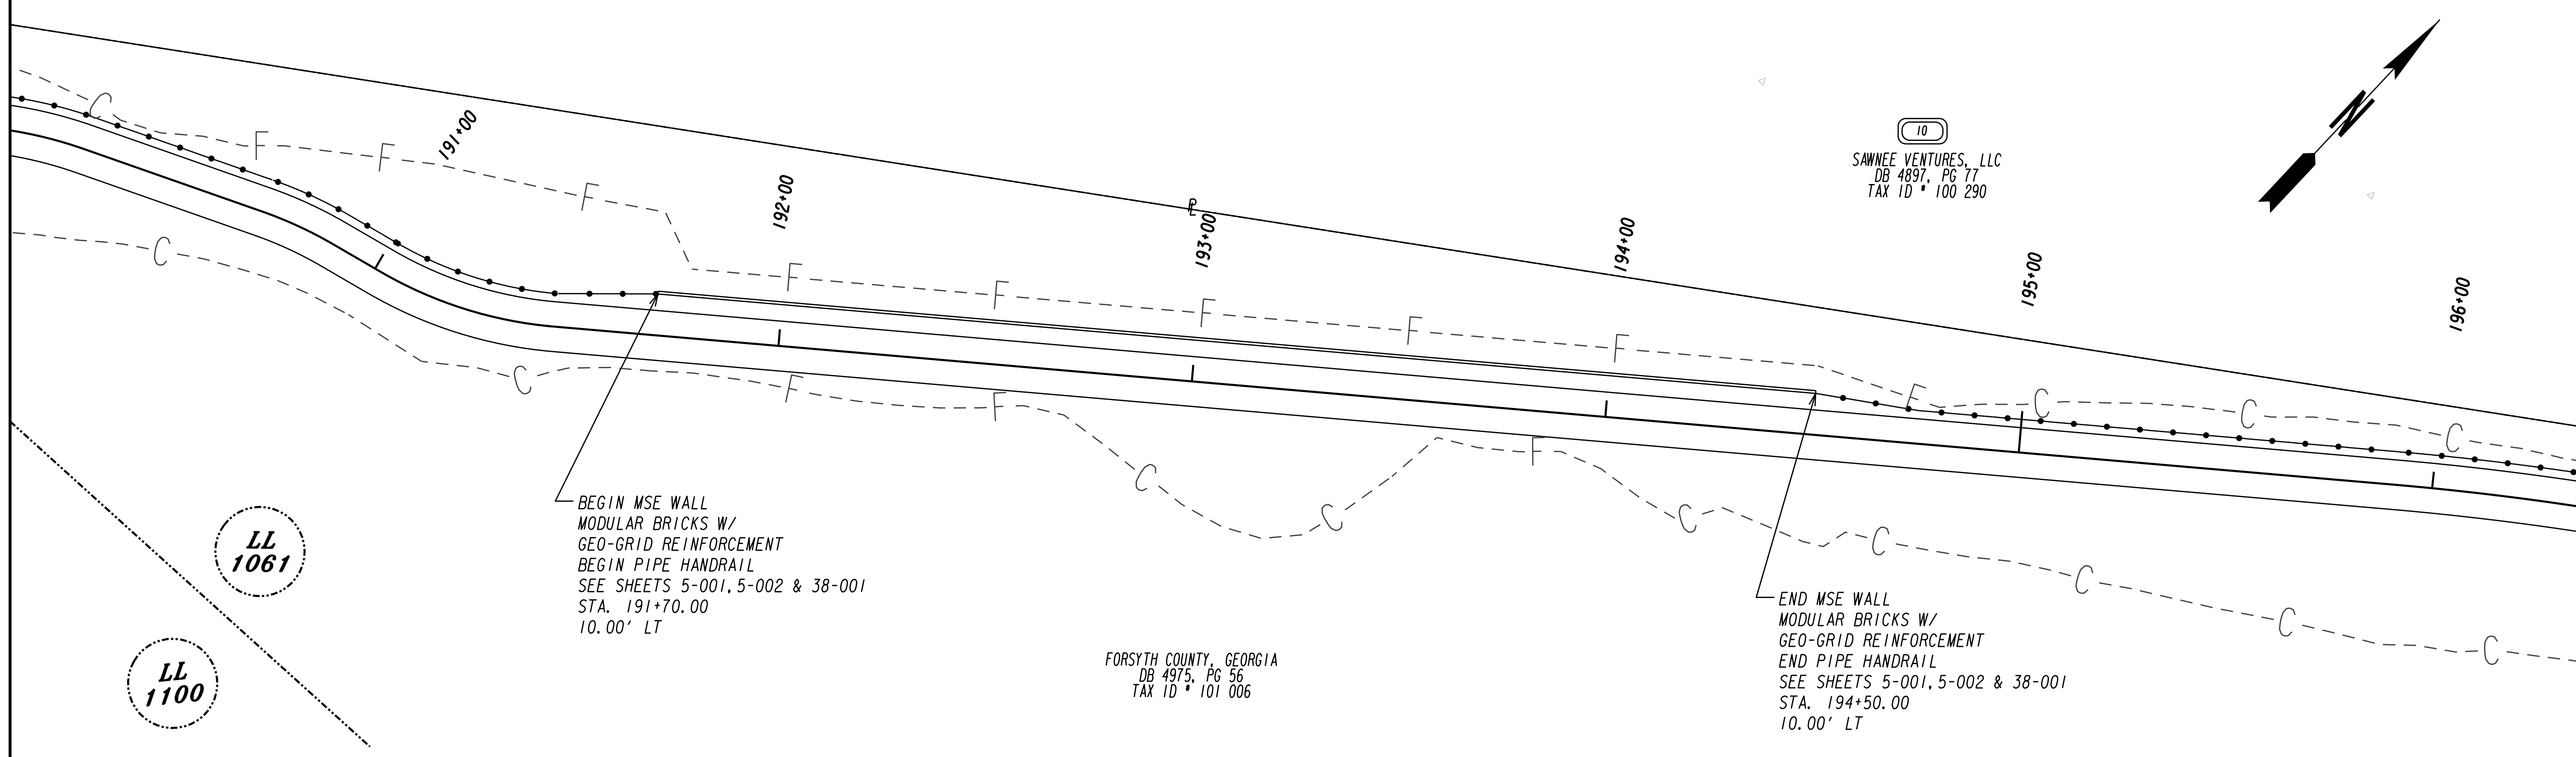 191+00
192+00
193+00
194+00
195+00
196+00
PL
N
10
SAWNEE VENTURES, LLC
DB 4897, PG 77
TAX ID # 100 290
C
F
F
F
F
F
F
F
F
F
C
C
C
C
C
F
F
C
C
F
C
C
C
C
C
BEGIN MSE WALL
MODULAR BRICKS W/
GEO-GRID REINFORCEMENT
BEGIN PIPE HANDRAIL
SEE SHEETS 5-001, 5-002 & 38-001
STA. 191+70.00
10.00' LT
END MSE WALL
MODULAR BRICKS W/
GEO-GRID REINFORCEMENT
END PIPE HANDRAIL
SEE SHEETS 5-001, 5-002 & 38-001
STA. 194+50.00
10.00' LT
LL
1061
LL
1100
FORSYTH COUNTY, GEORGIA
DB 4975, PG 56
TAX ID # 101 006